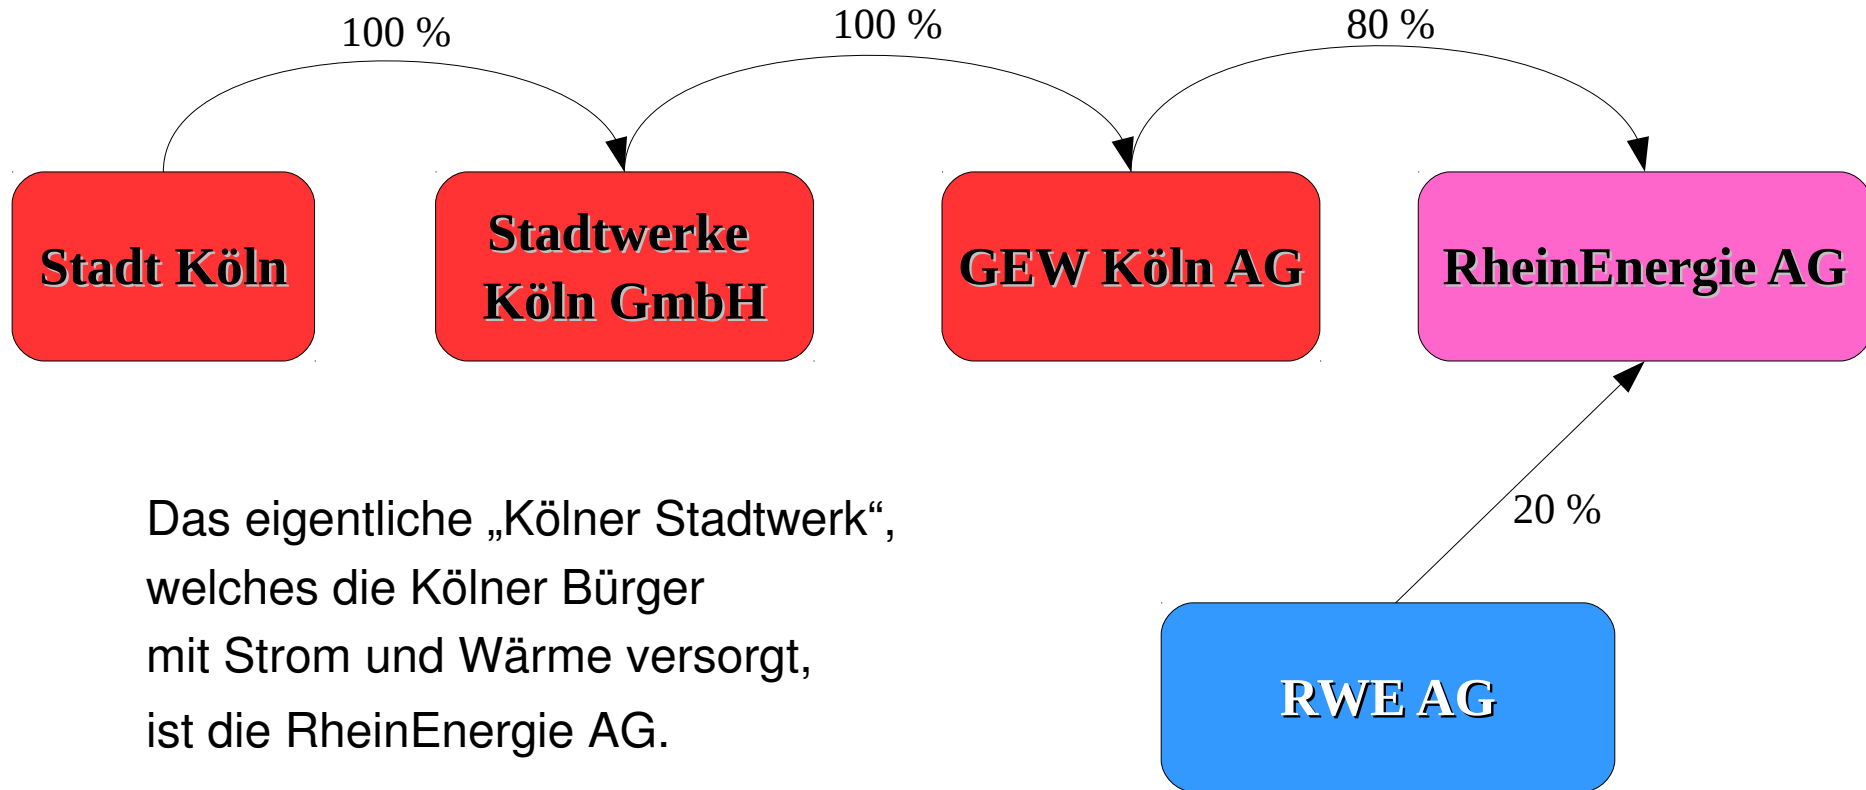 100 %
100 %
80 %
Stadt Köln
Stadtwerke
Köln GmbH
GEW Köln AG
RheinEnergie AG
Das eigentliche „Kölner Stadtwerk“,
welches die Kölner Bürger
mit Strom und Wärme versorgt,
ist die RheinEnergie AG.
20 %
RWE AG